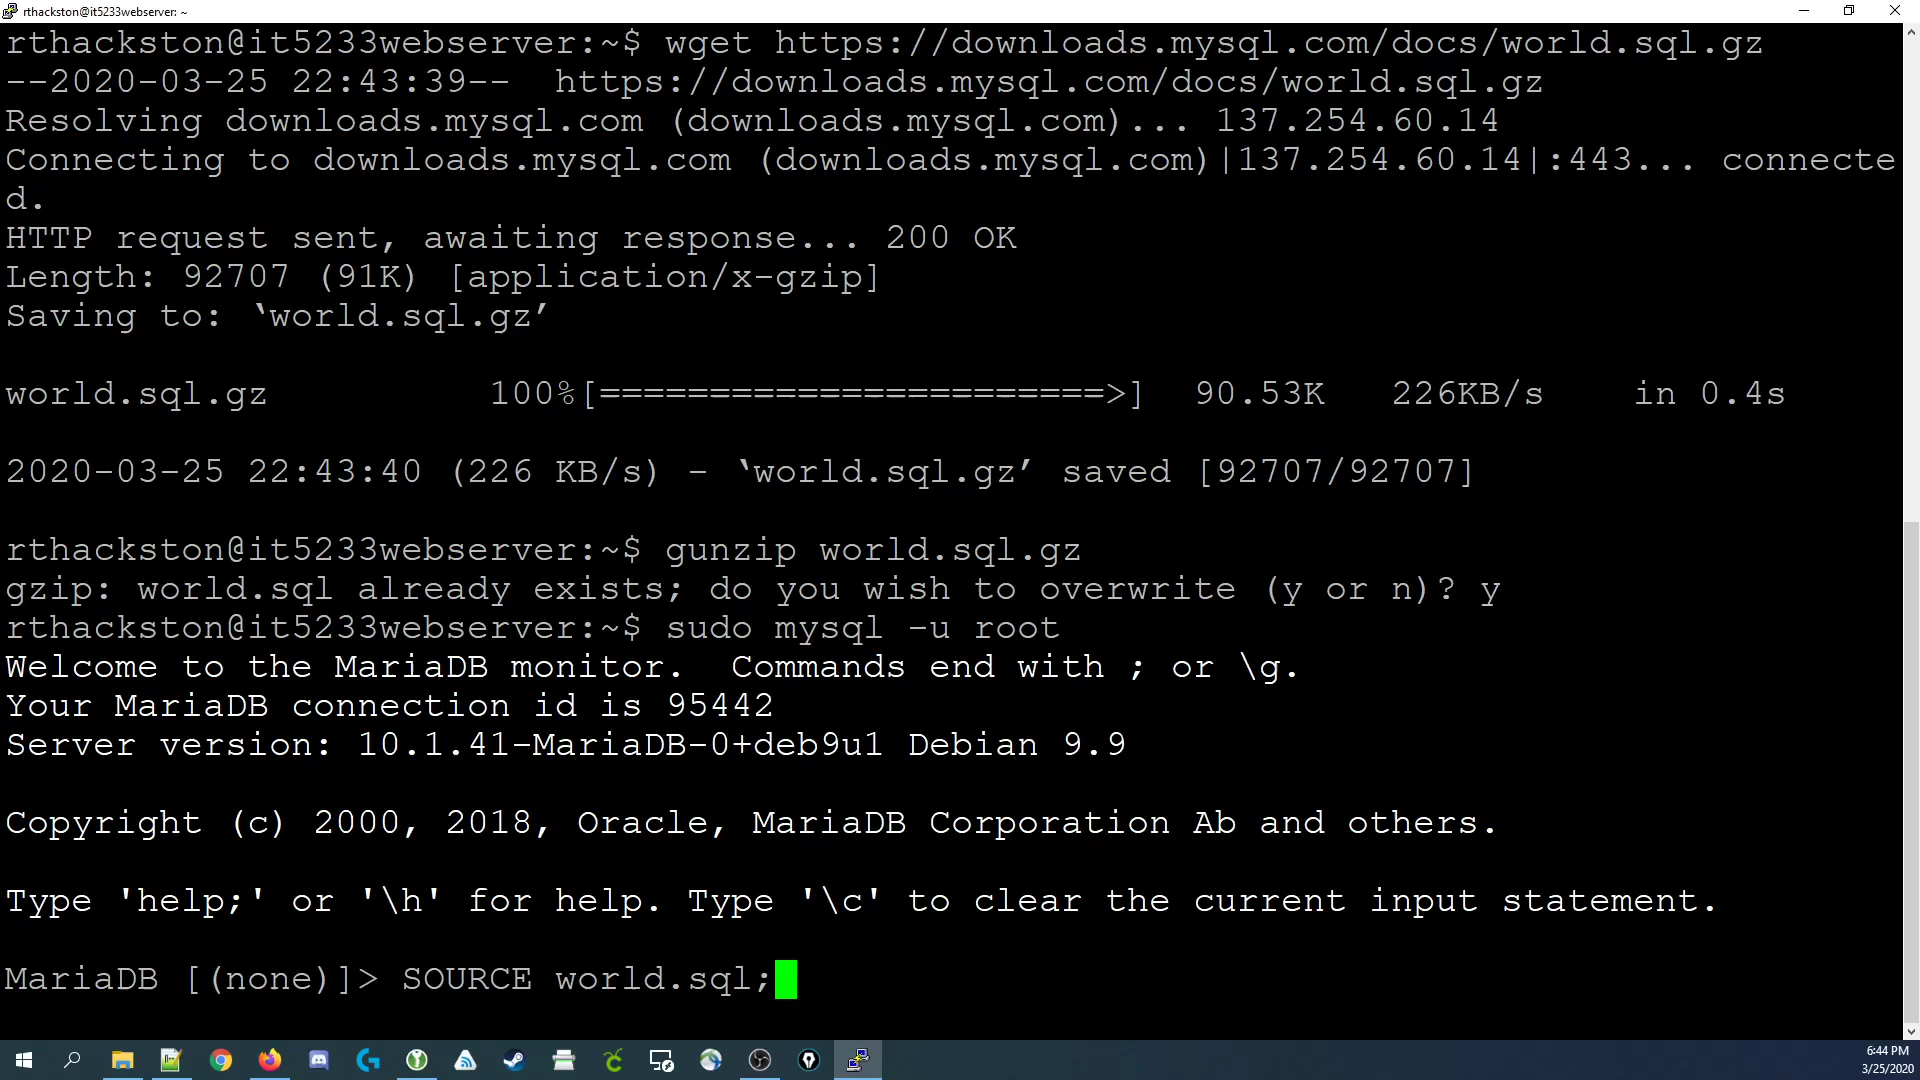 rthackston@it5233webserver: ~
rthackston@it5233webserver:~$ wget https://downloads.mysql.com/docs/world.sql.gz
--2020-03-25 22:43:39--  https://downloads.mysql.com/docs/world.sql.gz
Resolving downloads.mysql.com (downloads.mysql.com)... 137.254.60.14
Connecting to downloads.mysql.com (downloads.mysql.com)|137.254.60.14|:443... connecte
d.
HTTP request sent, awaiting response... 200 OK
Length: 92707 (91K) [application/x-gzip]
Saving to: ‘world.sql.gz’
world.sql.gz          100%[=======================>]  90.53K   226KB/s    in 0.4s
2020-03-25 22:43:40 (226 KB/s) - ‘world.sql.gz’ saved [92707/92707]
rthackston@it5233webserver:~$ gunzip world.sql.gz
gzip: world.sql already exists; do you wish to overwrite (y or n)? y
rthackston@it5233webserver:~$ sudo mysql -u root
Welcome to the MariaDB monitor.  Commands end with ; or \g.
Your MariaDB connection id is 95442
Server version: 10.1.41-MariaDB-0+deb9u1 Debian 9.9
Copyright (c) 2000, 2018, Oracle, MariaDB Corporation Ab and others.
Type 'help;' or '\h' for help. Type '\c' to clear the current input statement.
MariaDB [(none)]> SOURCE world.sql;
6:44 PM
3/25/2020